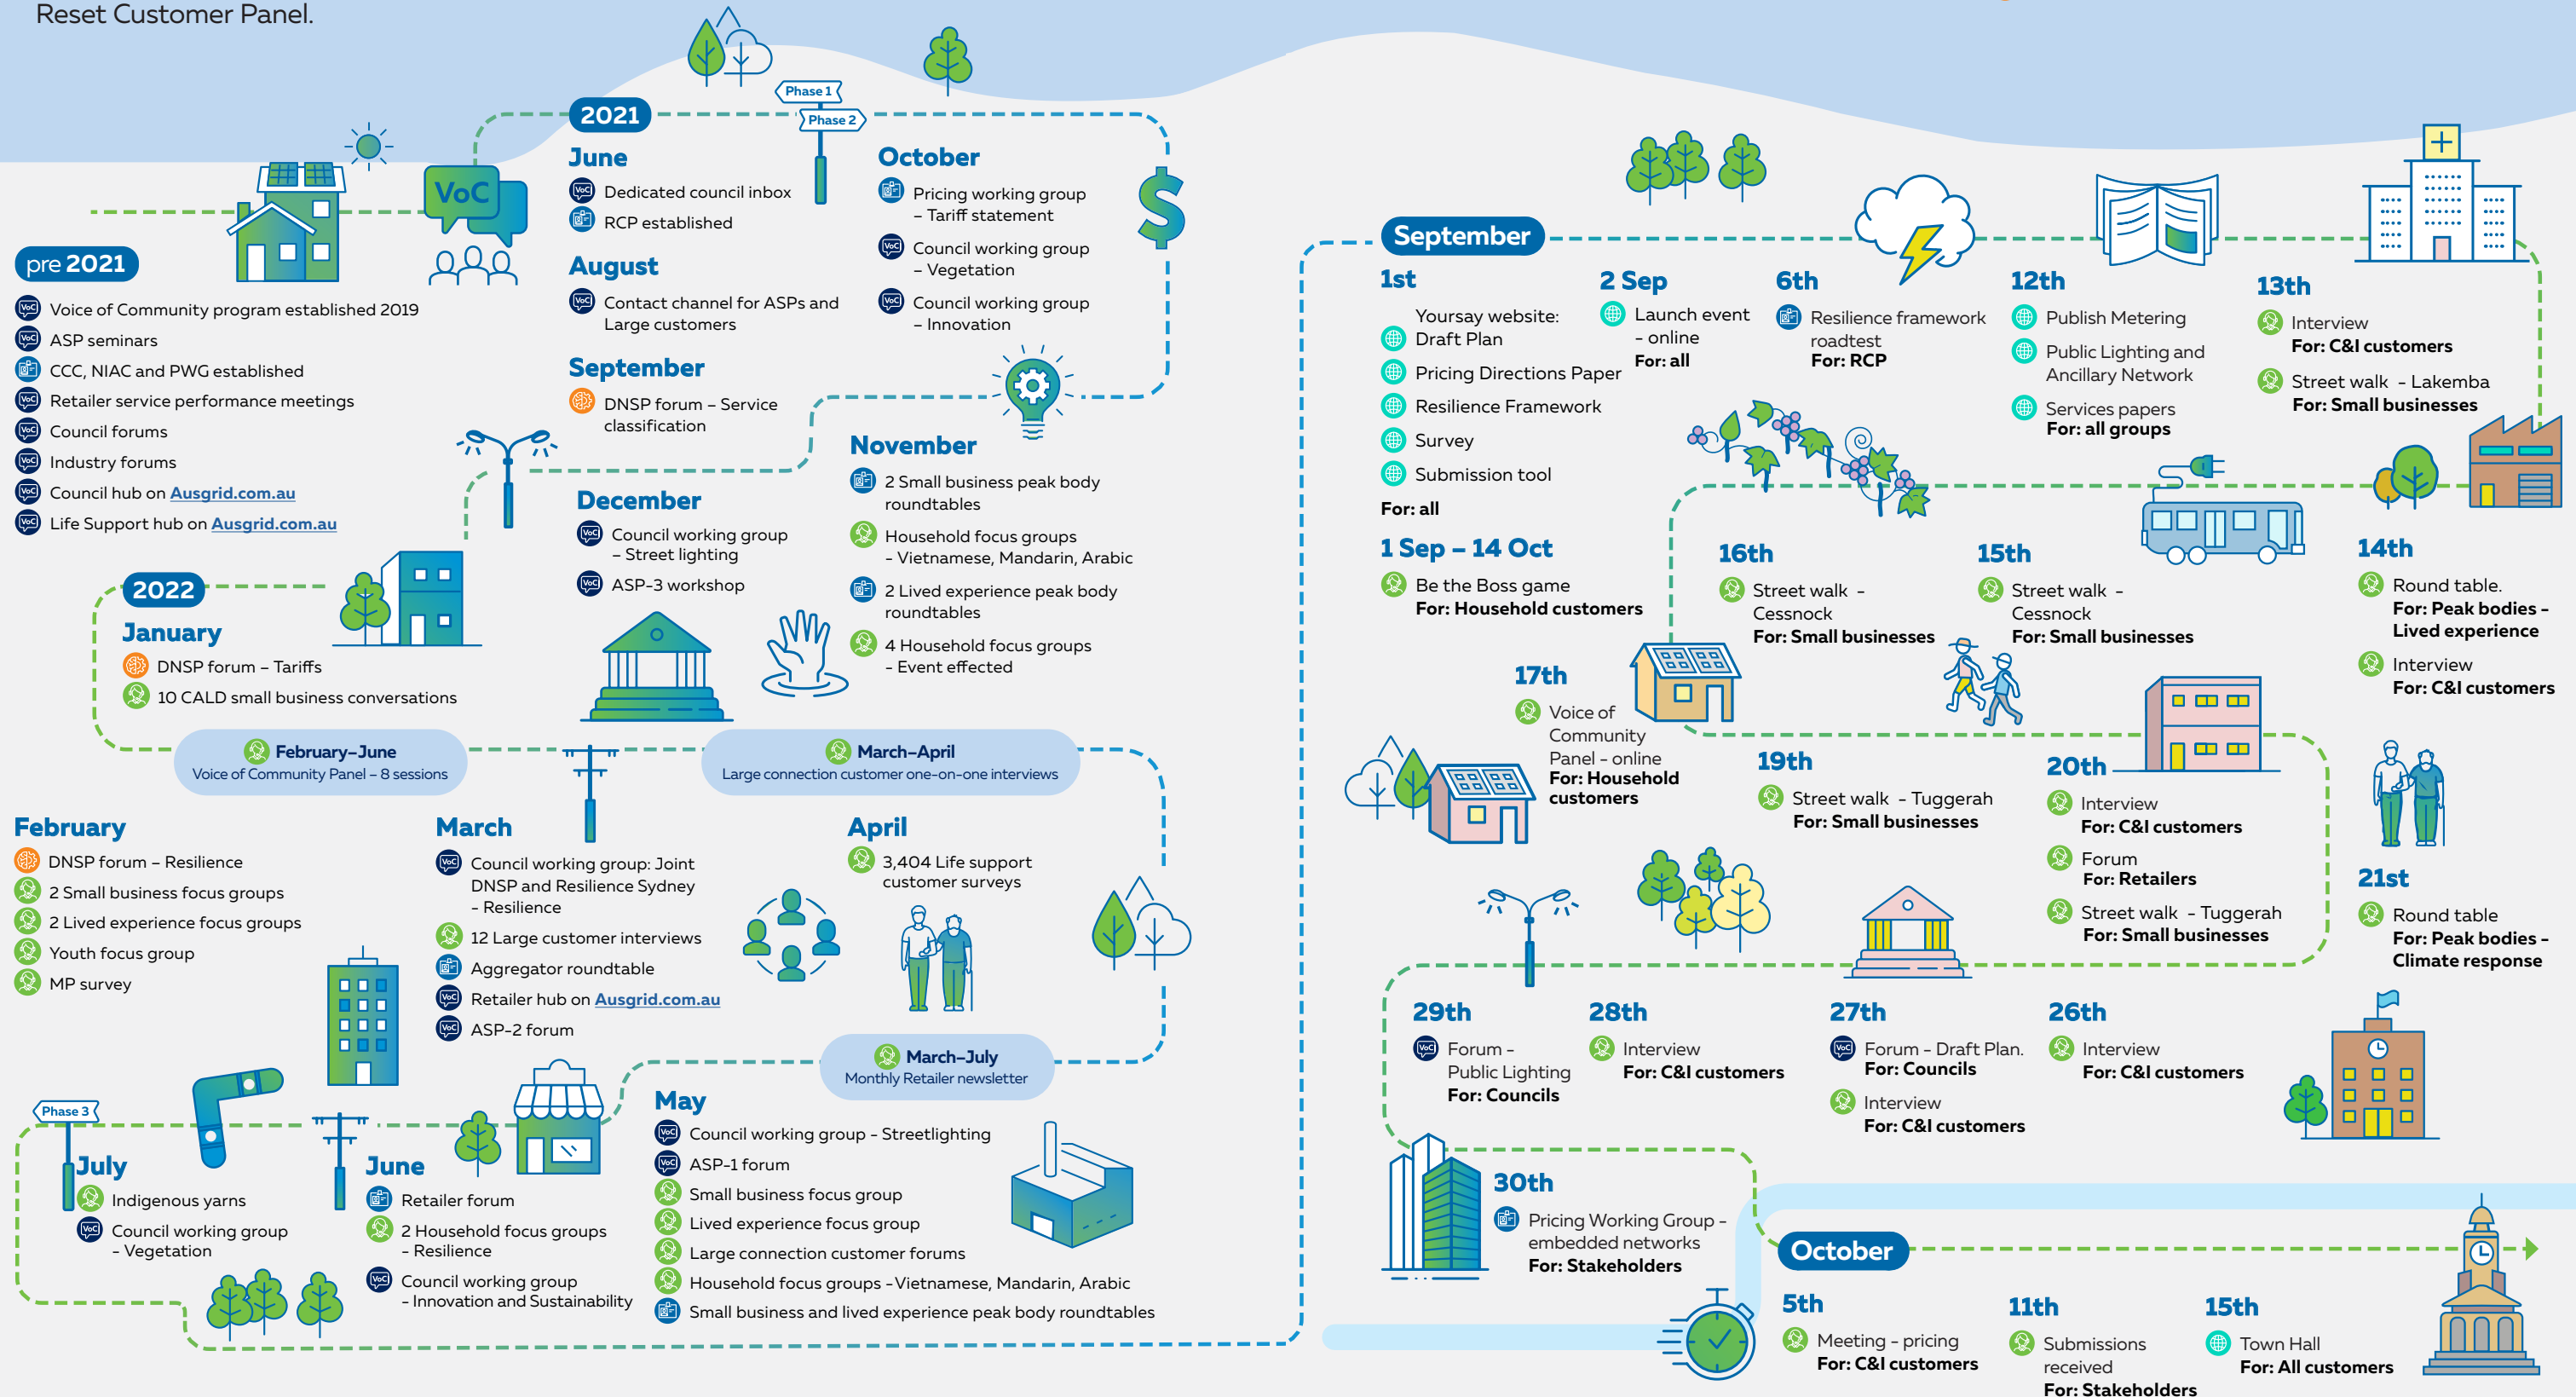 Reset Customer Panel.
pre 2021
VoC
Voice of Community program established 2019
ASP seminars
CCC, NIAC and PWG established
Retailer service performance meetings
Council forums
Industry forums
Council hub on Ausgrid.com.au
Life Support hub on Ausgrid.com.au
2021
Phase 1
Phase 2
June
Dedicated council inbox
RCP established
August
Contact channel for ASPs and
Large customers
September
DNSP forum – Service
classification
October
Pricing working group
– Tariff statement
Council working group
– Vegetation
Council working group
– Innovation
$
November
2 Small business peak body
roundtables
Household focus groups
- Vietnamese, Mandarin, Arabic
2 Lived experience peak body
roundtables
4 Household focus groups
- Event effected
December
Council working group
– Street lighting
ASP-3 workshop
2022
January
DNSP forum – Tariffs
10 CALD small business conversations
February–June
Voice of Community Panel – 8 sessions
March–April
Large connection customer one-on-one interviews
February
DNSP forum – Resilience
2 Small business focus groups
2 Lived experience focus groups
Youth focus group
MP survey
March
Council working group: Joint
DNSP and Resilience Sydney
- Resilience
12 Large customer interviews
Aggregator roundtable
Retailer hub on Ausgrid.com.au
ASP-2 forum
April
3,404 Life support
customer surveys
March–July
Monthly Retailer newsletter
May
Council working group - Streetlighting
ASP-1 forum
Small business focus group
Lived experience focus group
Large connection customer forums
Household focus groups -Vietnamese, Mandarin, Arabic
Small business and lived experience peak body roundtables
June
Retailer forum
2 Household focus groups
- Resilience
Council working group
- Innovation and Sustainability
Phase 3
July
Indigenous yarns
Council working group
- Vegetation
September
1st
Yoursay website:
Draft Plan
Pricing Directions Paper
Resilience Framework
Survey
Submission tool
For: all
1 Sep – 14 Oct
Be the Boss game
For: Household customers
2 Sep
Launch event
- online
For: all
6th
Resilience framework
roadtest
For: RCP
12th
Publish Metering
Public Lighting and
Ancillary Network
Services papers
For: all groups
13th
Interview
For: C&I customers
Street walk - Lakemba
For: Small businesses
14th
Round table.
For: Peak bodies -
Lived experience
Interview
For: C&I customers
15th
Street walk -
Cessnock
For: Small businesses
16th
Street walk -
Cessnock
For: Small businesses
17th
Voice of
Community
Panel - online
For: Household
customers
19th
Street walk - Tuggerah
For: Small businesses
20th
Interview
For: C&I customers
Forum
For: Retailers
Street walk - Tuggerah
For: Small businesses
21st
Round table
For: Peak bodies -
Climate response
26th
Interview
For: C&I customers
27th
Forum - Draft Plan.
For: Councils
Interview
For: C&I customers
28th
Interview
For: C&I customers
29th
Forum -
Public Lighting
For: Councils
30th
Pricing Working Group -
embedded networks
For: Stakeholders
October
5th
Meeting - pricing
For: C&I customers
11th
Submissions
received
For: Stakeholders
15th
Town Hall
For: All customers